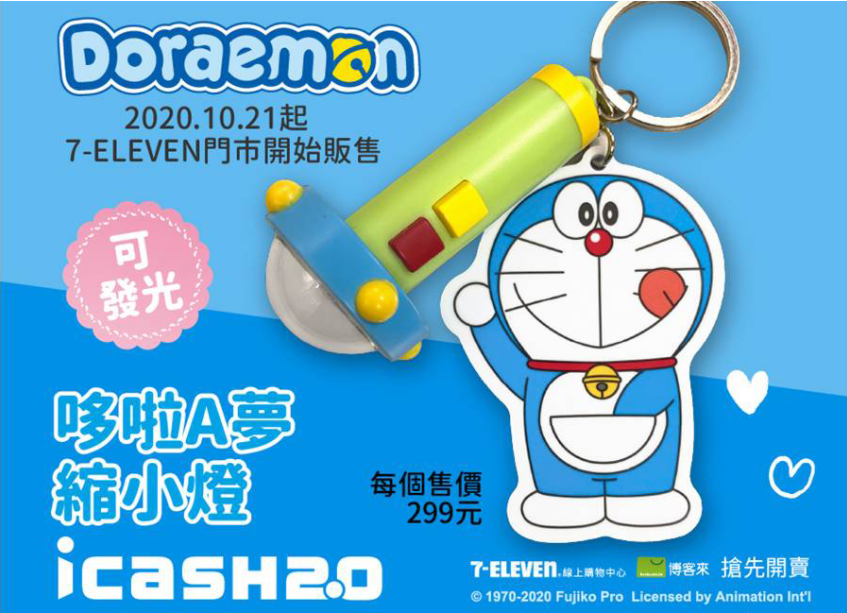 Doraemon
2020.10.21起
7-ELEVEN門市開始販售
可
發光
哆啦A夢
縮小燈
icash2.0
每個售價
299元
7-ELEVEN.線上購物中心 博客來 搶先開賣
© 1970-2020 Fujiko Pro Licensed by Animation Int'l